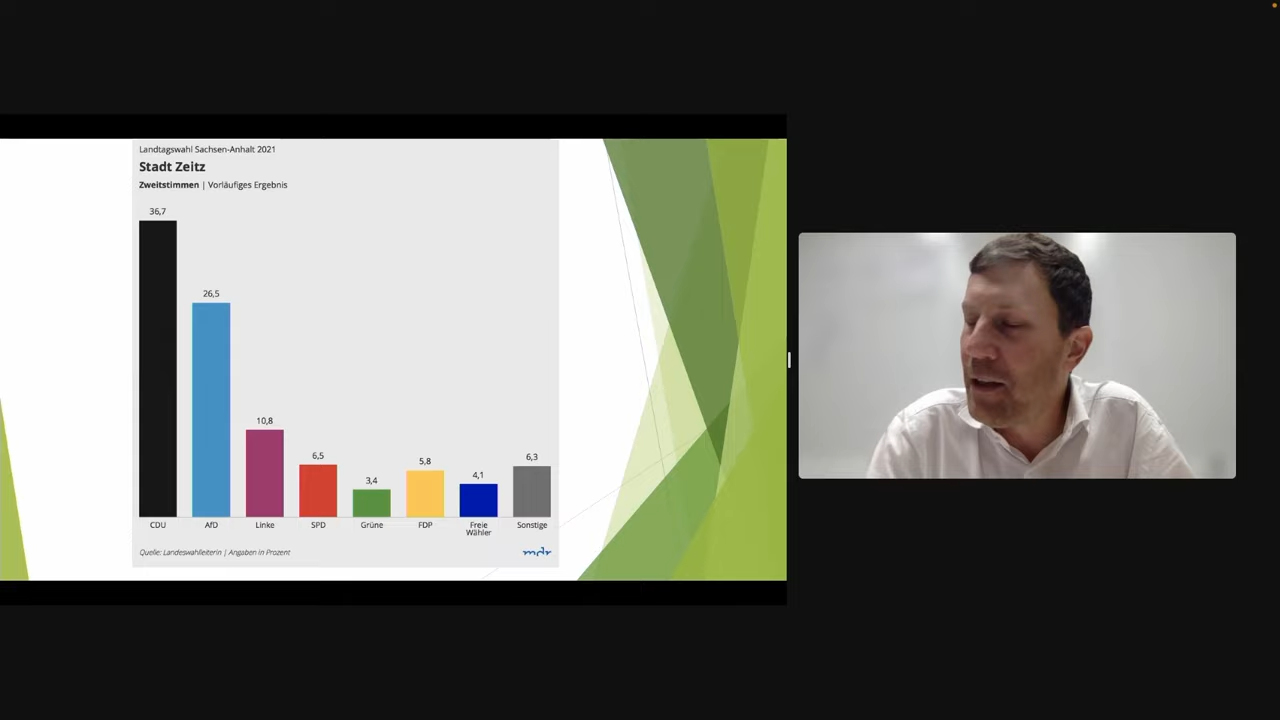 Landtagswahl Sachsen-Anhalt 2021
Stadt Zeitz
Zweitstimmen | Vorläufiges Ergebnis
36,7
26,5
10,8
6,5
3,4
5,8
4,1
6,3
CDU
AfD
Linke
SPD
Grüne
FDP
Freie
Wähler
Sonstige
Quelle: Landeswahlleiterin | Angaben in Prozent
mdr